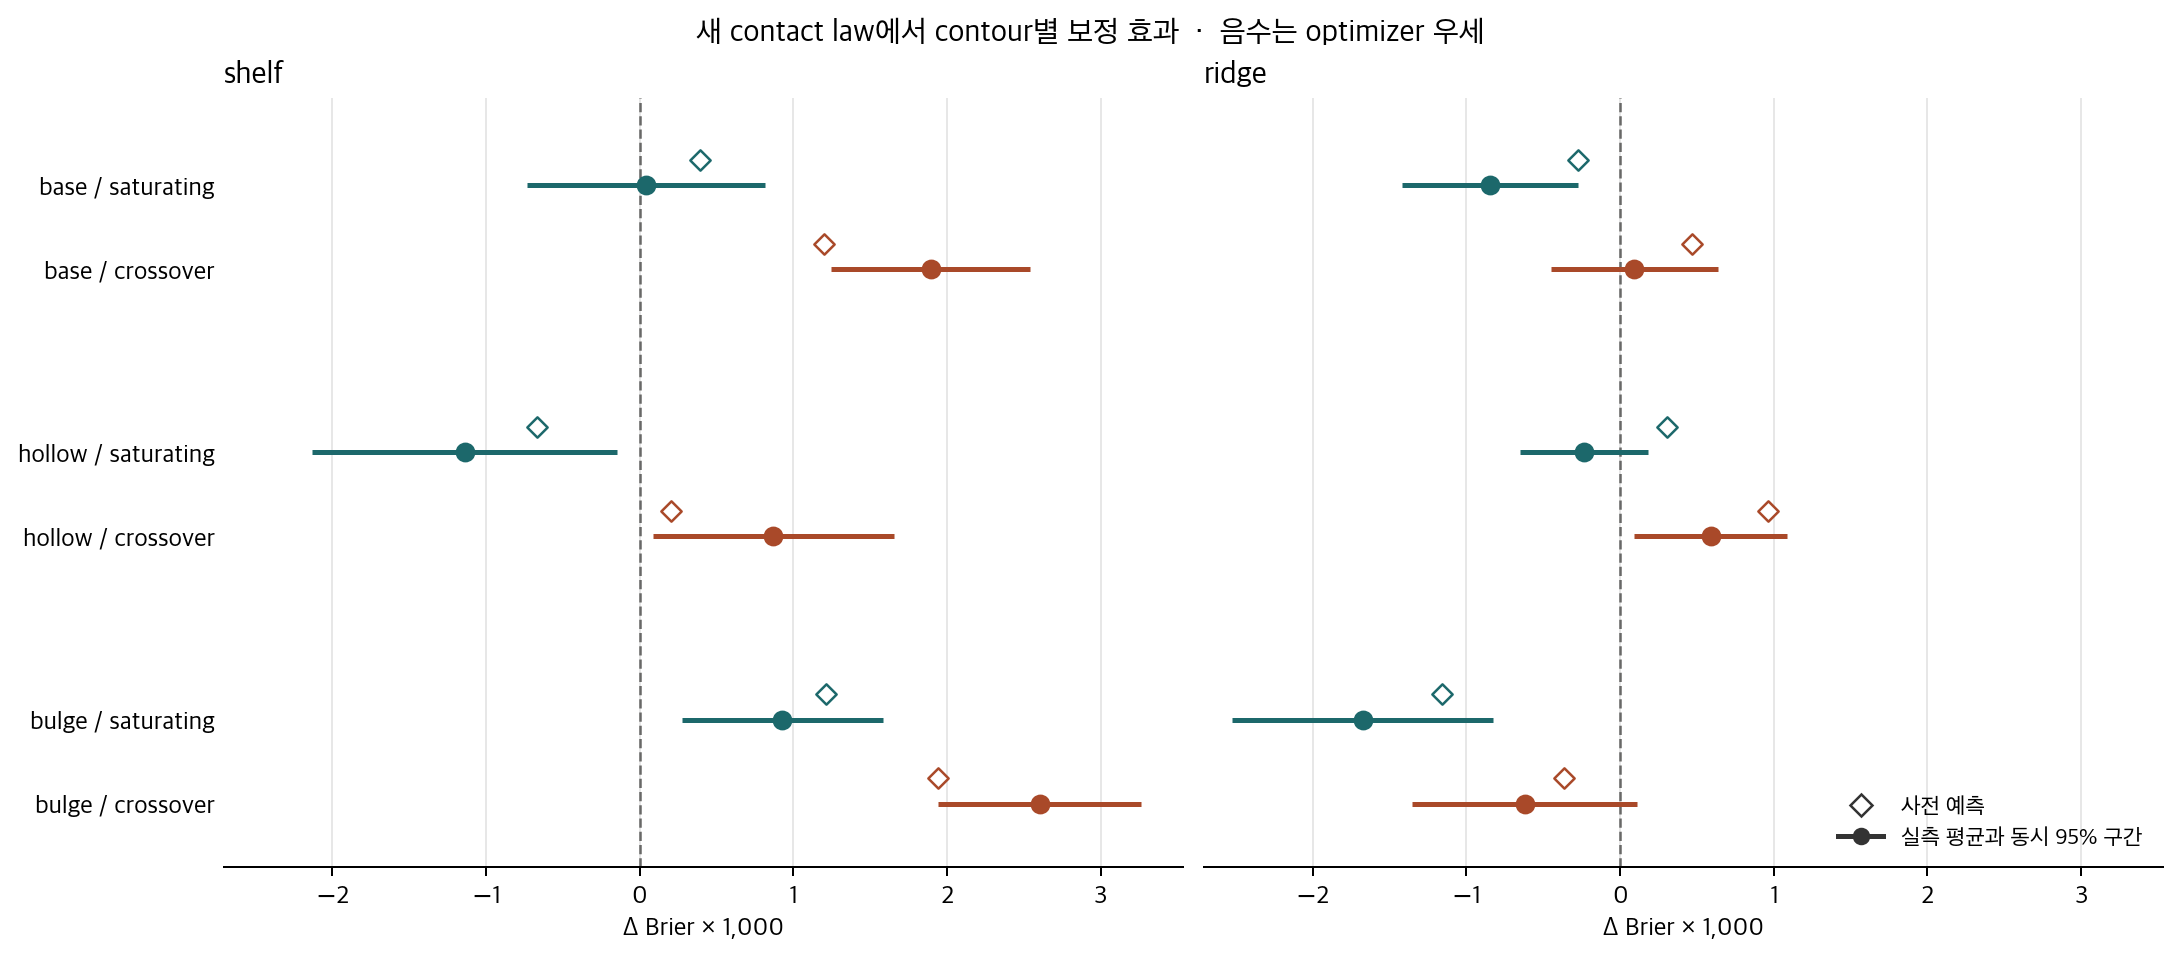 새 contact law에서 contour별 보정 효과 · 음수는 optimizer 우세
shelf
ridge
base / saturating
base / crossover
hollow / saturating
hollow / crossover
bulge / saturating
bulge / crossover
사전 예측
실측 평균과 동시 95% 구간
−2 −1 0 1 2 3
−2 −1 0 1 2 3
Δ Brier × 1,000
Δ Brier × 1,000